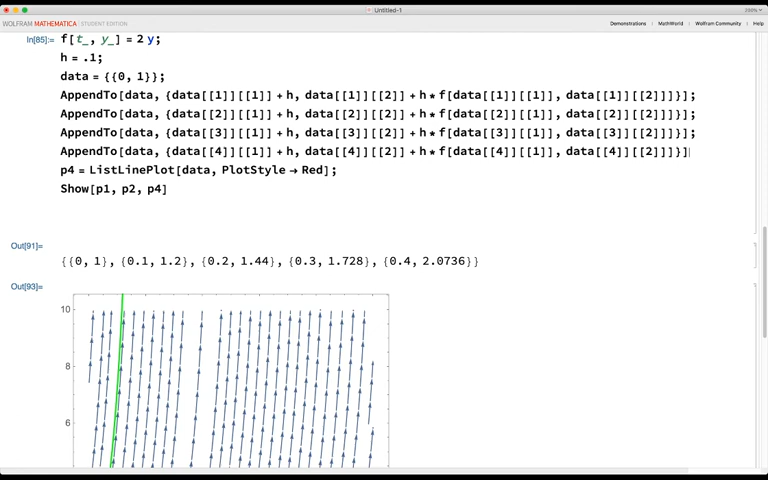 Untitled-1
200%
WOLFRAM MATHEMATICA | STUDENT EDITION
Demonstrations | MathWorld | Wolfram Community | Help
In[85]:= f[t_, y_] = 2 y;
h = .1;
data = {{0, 1}};
AppendTo[data, {data[[1]][[1]] + h, data[[1]][[2]] + h * f[data[[1]][[1]], data[[1]][[2]]]}];
AppendTo[data, {data[[2]][[1]] + h, data[[2]][[2]] + h * f[data[[2]][[1]], data[[2]][[2]]]}];
AppendTo[data, {data[[3]][[1]] + h, data[[3]][[2]] + h * f[data[[3]][[1]], data[[3]][[2]]]}];
AppendTo[data, {data[[4]][[1]] + h, data[[4]][[2]] + h * f[data[[4]][[1]], data[[4]][[2]]]}]
p4 = ListLinePlot[data, PlotStyle → Red];
Show[p1, p2, p4]
Out[91]=
{{0, 1}, {0.1, 1.2}, {0.2, 1.44}, {0.3, 1.728}, {0.4, 2.0736}}
Out[93]=
10
8
6